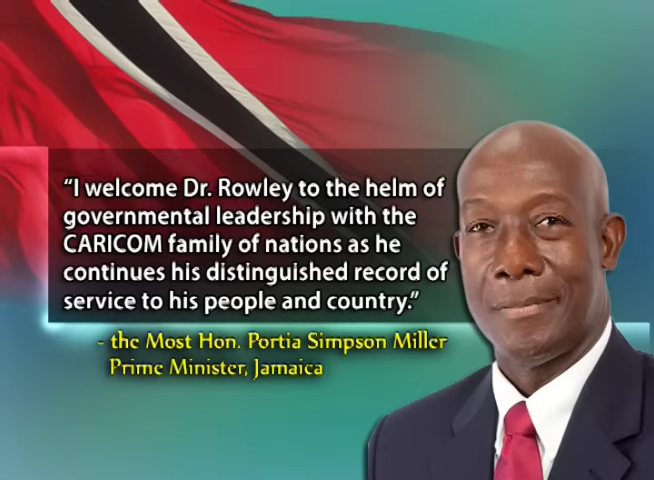 “I welcome Dr. Rowley to the helm of
governmental leadership with the
CARICOM family of nations as he
continues his distinguished record of
service to his people and country.”
- the Most Hon. Portia Simpson Miller
Prime Minister, Jamaica